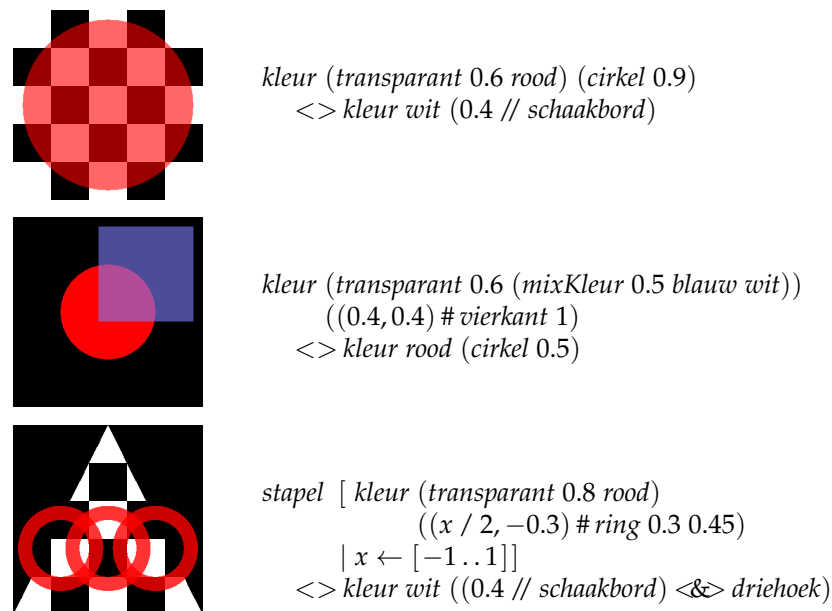 kleur (transparant 0.6 rood) (cirkel 0.9)
<> kleur wit (0.4 // schaakbord)
kleur (transparant 0.6 (mixKleur 0.5 blauw wit))
((0.4, 0.4) # vierkant 1)
<> kleur rood (cirkel 0.5)
stapel [ kleur (transparant 0.8 rood)
((x / 2, −0.3) # ring 0.3 0.45)
| x ← [−1 . . 1]]
<> kleur wit ((0.4 // schaakbord) <&> driehoek)